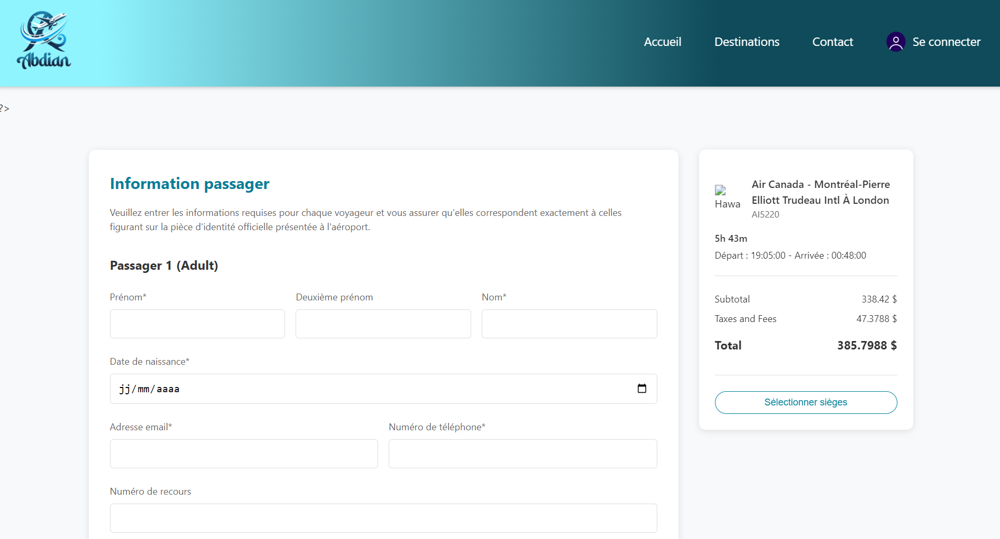 Abdian
Accueil
Destinations
Contact
Se connecter
?>
Information passager
Veuillez entrer les informations requises pour chaque voyageur et vous assurer qu'elles correspondent exactement à celles
figurant sur la pièce d'identité officielle présentée à l'aéroport.
Passager 1 (Adult)
Prénom*
Deuxième prénom
Nom*
Date de naissance*
jj/mm/aaaa
Adresse email*
Numéro de téléphone*
Numéro de recours
Hawa
Air Canada - Montréal-Pierre
Elliott Trudeau Intl À London
AI5220
5h 43m
Départ : 19:05:00 - Arrivée : 00:48:00
Subtotal 338.42 $
Taxes and Fees 47.3788 $
Total 385.7988 $
Sélectionner sièges